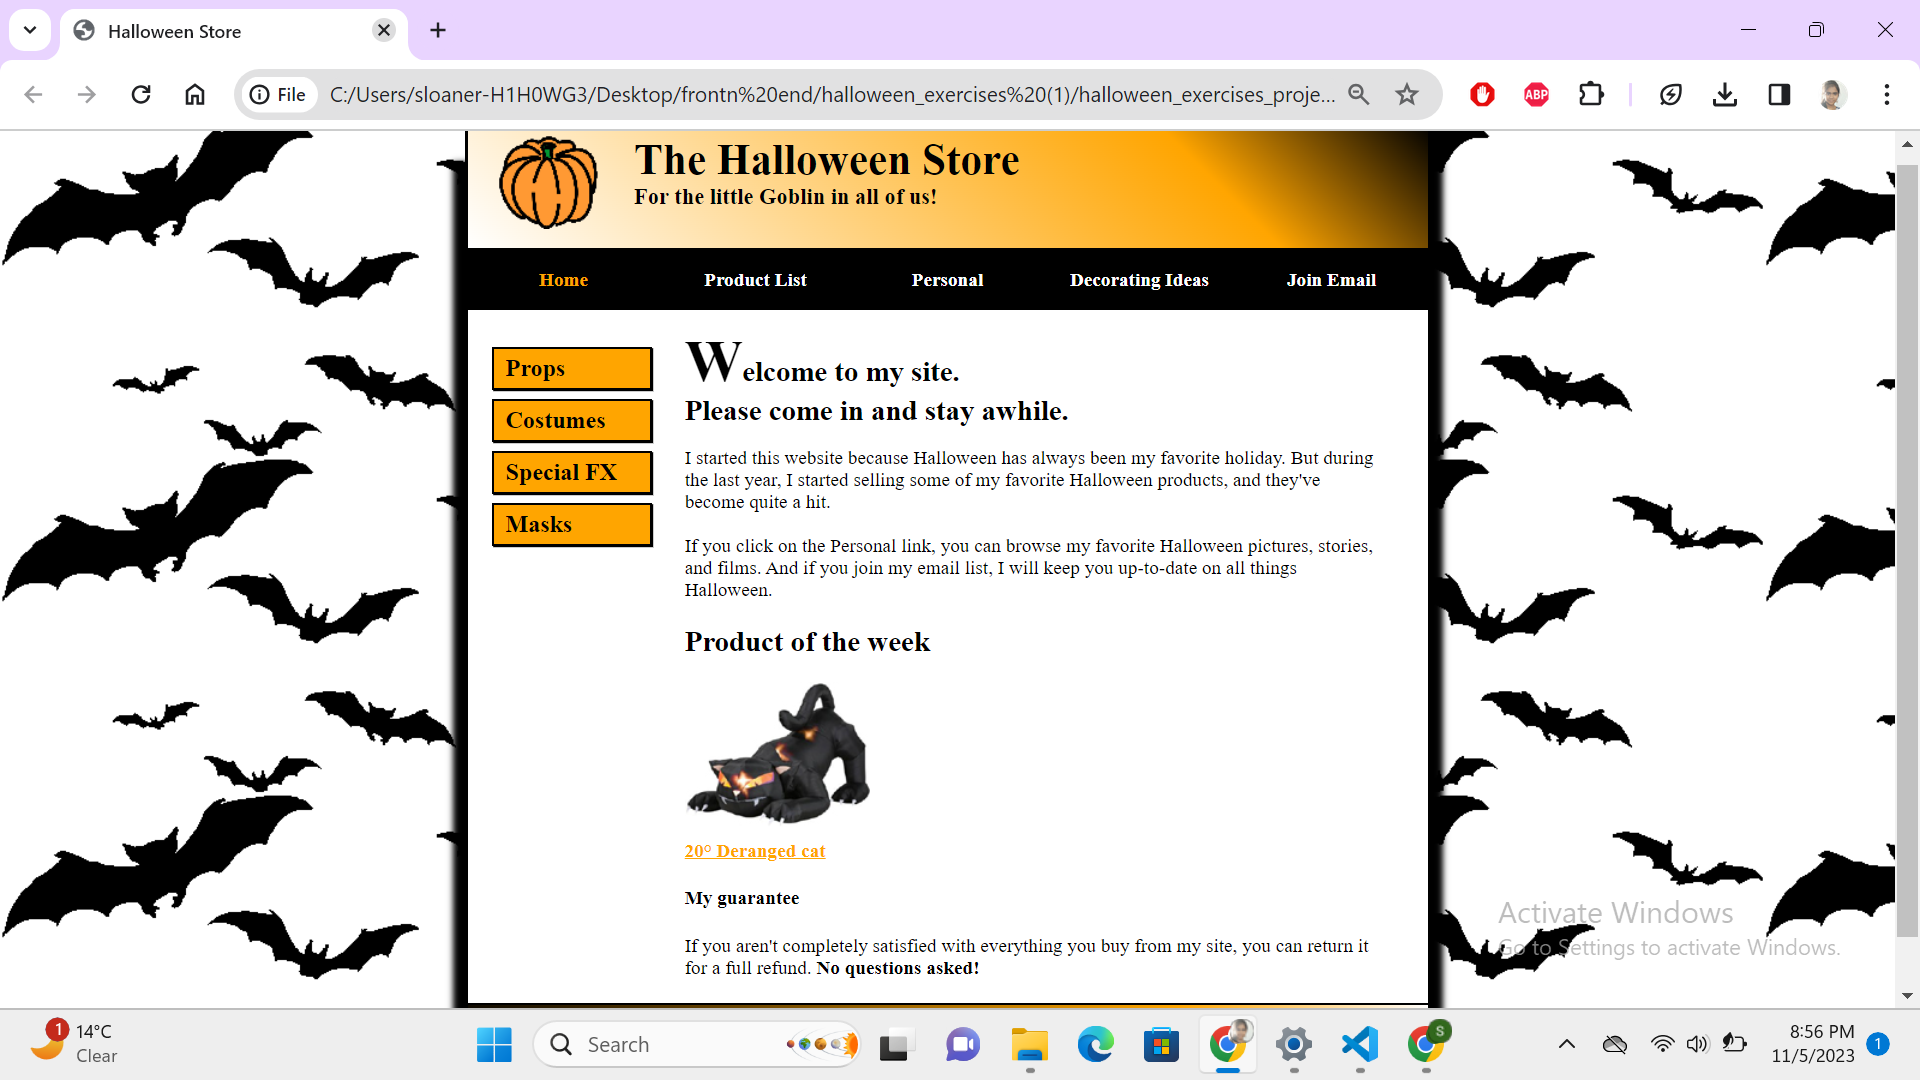 Halloween Store
File
C:/Users/sloaner-H1H0WG3/Desktop/frontn%20end/halloween_exercises%20(1)/halloween_exercises_proje...
ABP
The Halloween Store
For the little Goblin in all of us!
Home
Product List
Personal
Decorating Ideas
Join Email
Props
Costumes
Special FX
Masks
Welcome to my site.
Please come in and stay awhile.
I started this website because Halloween has always been my favorite holiday. But during
the last year, I started selling some of my favorite Halloween products, and they've
become quite a hit.
If you click on the Personal link, you can browse my favorite Halloween pictures, stories,
and films. And if you join my email list, I will keep you up-to-date on all things
Halloween.
Product of the week
20° Deranged cat
My guarantee
If you aren't completely satisfied with everything you buy from my site, you can return it
for a full refund. No questions asked!
Activate Windows
Go to Settings to activate Windows.
1
14°C
Clear
Search
S
8:56 PM
11/5/2023
1